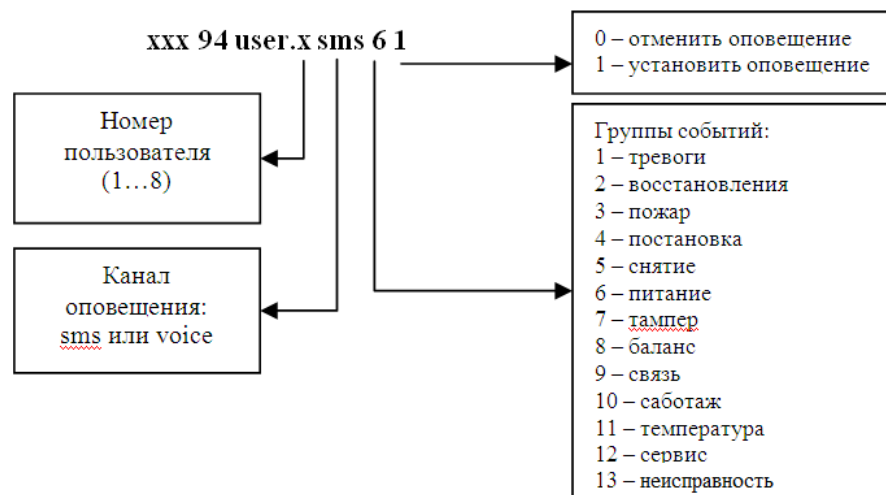 xxx 94 user.x sms 6 1
0 – отменить оповещение
1 – установить оповещение
Номер
пользователя
(1…8)
Канал
оповещения:
sms или voice
Группы событий:
1 – тревоги
2 – восстановления
3 – пожар
4 – постановка
5 – снятие
6 – питание
7 – тампер
8 – баланс
9 – связь
10 – саботаж
11 – температура
12 – сервис
13 – неисправность